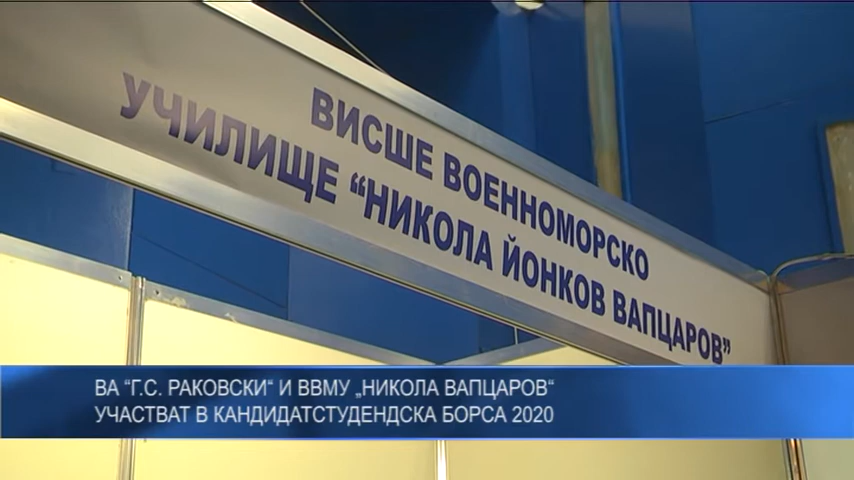 ВИСШЕ ВОЕННОМОРСКО
УЧИЛИЩЕ “НИКОЛА ЙОНКОВ ВАПЦАРОВ”
ВА “Г.С. РАКОВСКИ“ И ВВМУ „НИКОЛА ВАПЦАРОВ“
УЧАСТВАТ В КАНДИДАТСТУДЕНДСКА БОРСА 2020